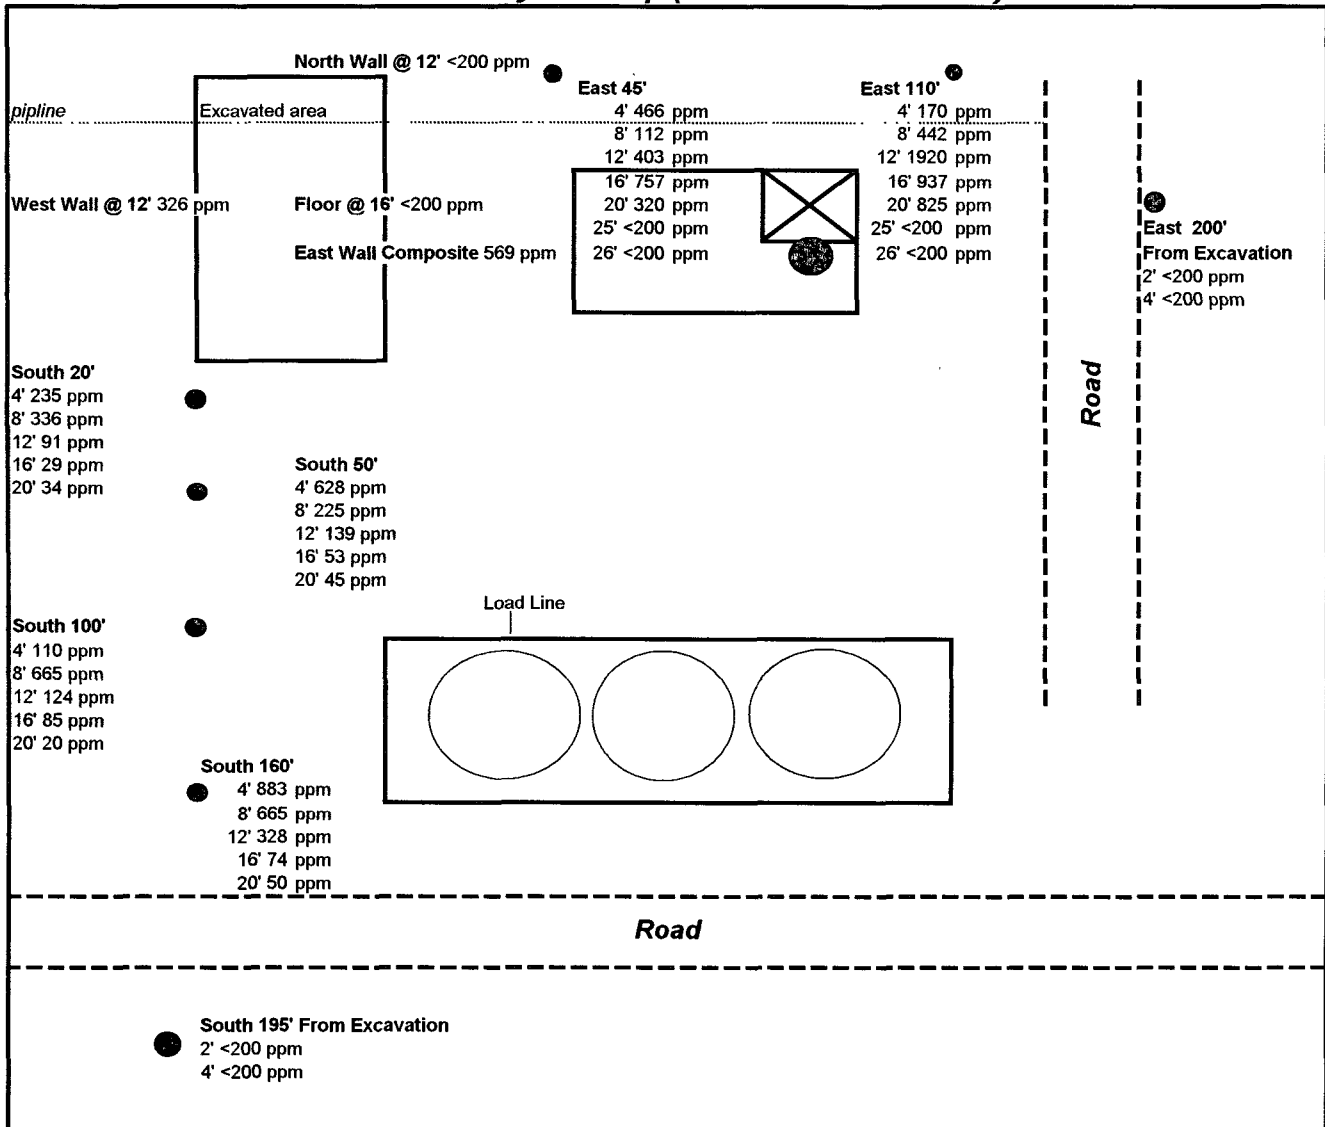 North Wall @ 12' <200 ppm
pipline
Excavated area
West Wall @ 12' 326 ppm
Floor @ 16' <200 ppm
East Wall Composite 569 ppm
East 45'
4' 466 ppm
8' 112 ppm
12' 403 ppm
16' 757 ppm
20' 320 ppm
25' <200 ppm
26' <200 ppm
East 110'
4' 170 ppm
8' 442 ppm
12' 1920 ppm
16' 937 ppm
20' 825 ppm
25' <200 ppm
26' <200 ppm
East 200'
From Excavation
2' <200 ppm
4' <200 ppm
Road
South 20'
4' 235 ppm
8' 336 ppm
12' 91 ppm
16' 29 ppm
20' 34 ppm
South 50'
4' 628 ppm
8' 225 ppm
12' 139 ppm
16' 53 ppm
20' 45 ppm
Load Line
South 100'
4' 110 ppm
8' 665 ppm
12' 124 ppm
16' 85 ppm
20' 20 ppm
South 160'
4' 883 ppm
8' 665 ppm
12' 328 ppm
16' 74 ppm
20' 50 ppm
Road
South 195' From Excavation
2' <200 ppm
4' <200 ppm